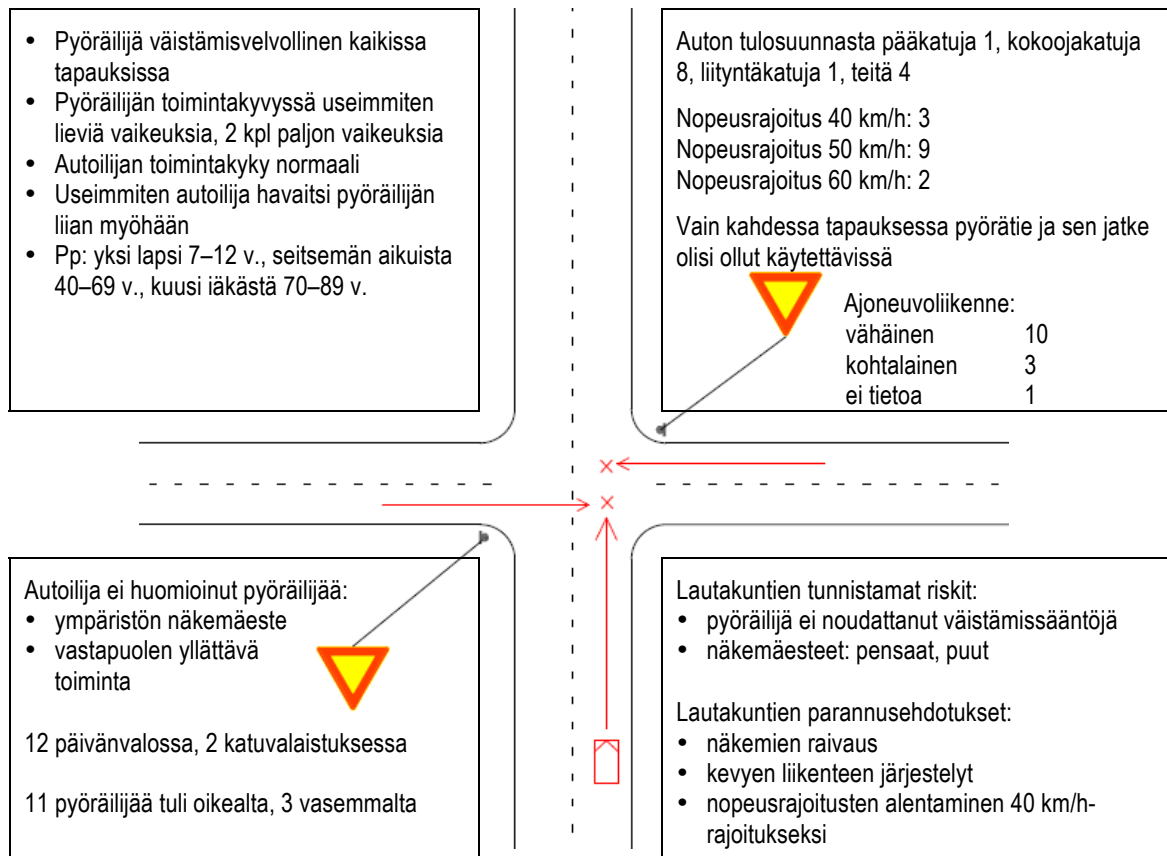 • Pyöräilijä väistämisvelvollinen kaikissa
tapauksissa
• Pyöräilijän toimintakyvyssä useimmiten
lieviä vaikeuksia, 2 kpl paljon vaikeuksia
• Autoilijan toimintakyky normaali
• Useimmiten autoilija havaitsi pyöräilijän
liian myöhään
• Pp: yksi lapsi 7–12 v., seitsemän aikuista
40–69 v., kuusi iäkästä 70–89 v.
Auton tulosuunnasta pääkatuja 1, kokoojakatuja
8, liityntäkatuja 1, teitä 4
Nopeusrajoitus 40 km/h: 3
Nopeusrajoitus 50 km/h: 9
Nopeusrajoitus 60 km/h: 2
Vain kahdessa tapauksessa pyörätie ja sen jatke
olisi ollut käytettävissä
Ajoneuvoliikenne:
vähäinen 10
kohtalainen 3
ei tietoa 1
Autoilija ei huomioinut pyöräilijää:
• ympäristön näkemäeste
• vastapuolen yllättävä
toiminta
12 päivänvalossa, 2 katuvalaistuksessa
11 pyöräilijää tuli oikealta, 3 vasemmalta
Lautakuntien tunnistamat riskit:
• pyöräilijä ei noudattanut väistämissääntöjä
• näkemäesteet: pensaat, puut
Lautakuntien parannusehdotukset:
• näkemien raivaus
• kevyen liikenteen järjestelyt
• nopeusrajoitusten alentaminen 40 km/h-
rajoitukseksi